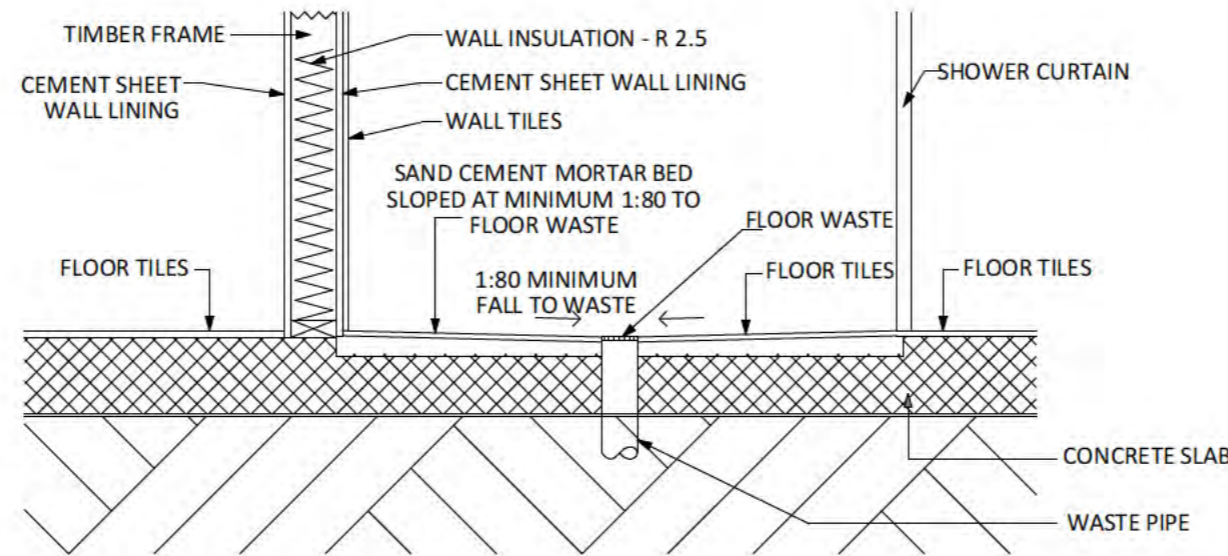 TIMBER FRAME
WALL INSULATION - R 2.5
CEMENT SHEET
WALL LINING
CEMENT SHEET WALL LINING
SHOWER CURTAIN
WALL TILES
SAND CEMENT MORTAR BED
SLOPED AT MINIMUM 1:80 TO
FLOOR WASTE
FLOOR WASTE
FLOOR TILES
1:80 MINIMUM
FALL TO WASTE
FLOOR TILES
FLOOR TILES
CONCRETE SLAB
WASTE PIPE